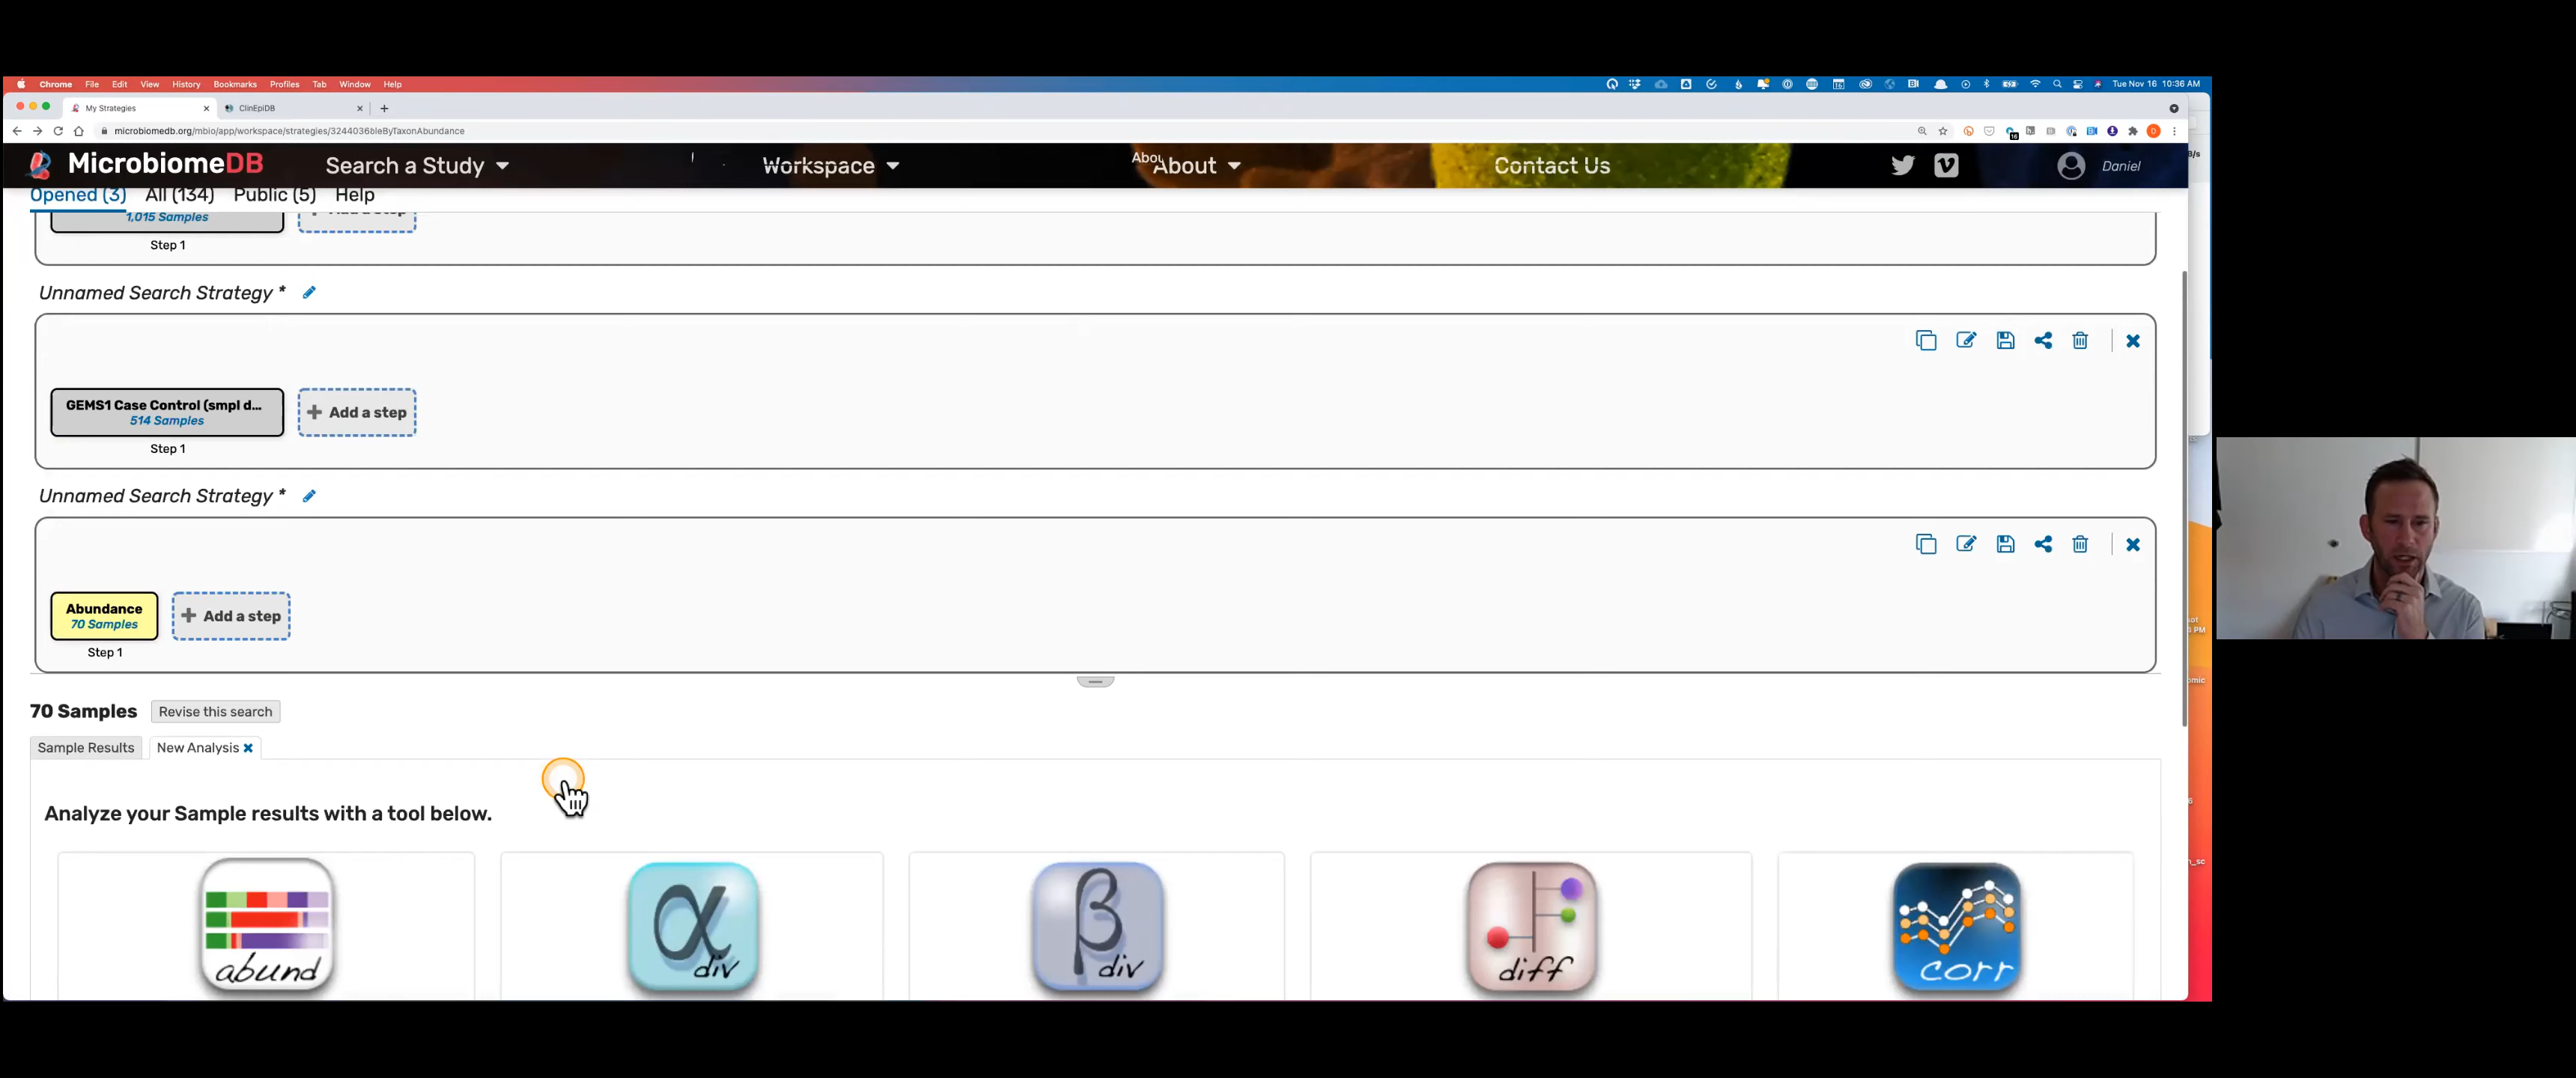 Chrome File Edit View History Bookmarks Profiles Tab Window Help Tue Nov 16 10:36 AM
My Strategies ClinEpiDB
microbiomedb.org/mbio/app/workspace/strategies/3244036bleByTaxonAbundance
MicrobiomeDB Search a Study Workspace About Contact Us Daniel
Opened (3) All (134) Public (5) Help
1,015 Samples
Step 1
Unnamed Search Strategy *
GEMS1 Case Control (smpl d...
514 Samples
Add a step
Step 1
Unnamed Search Strategy *
Abundance
70 Samples
Add a step
Step 1
70 Samples Revise this search
Sample Results New Analysis
Analyze your Sample results with a tool below.
abund
α div
β div
diff
corr